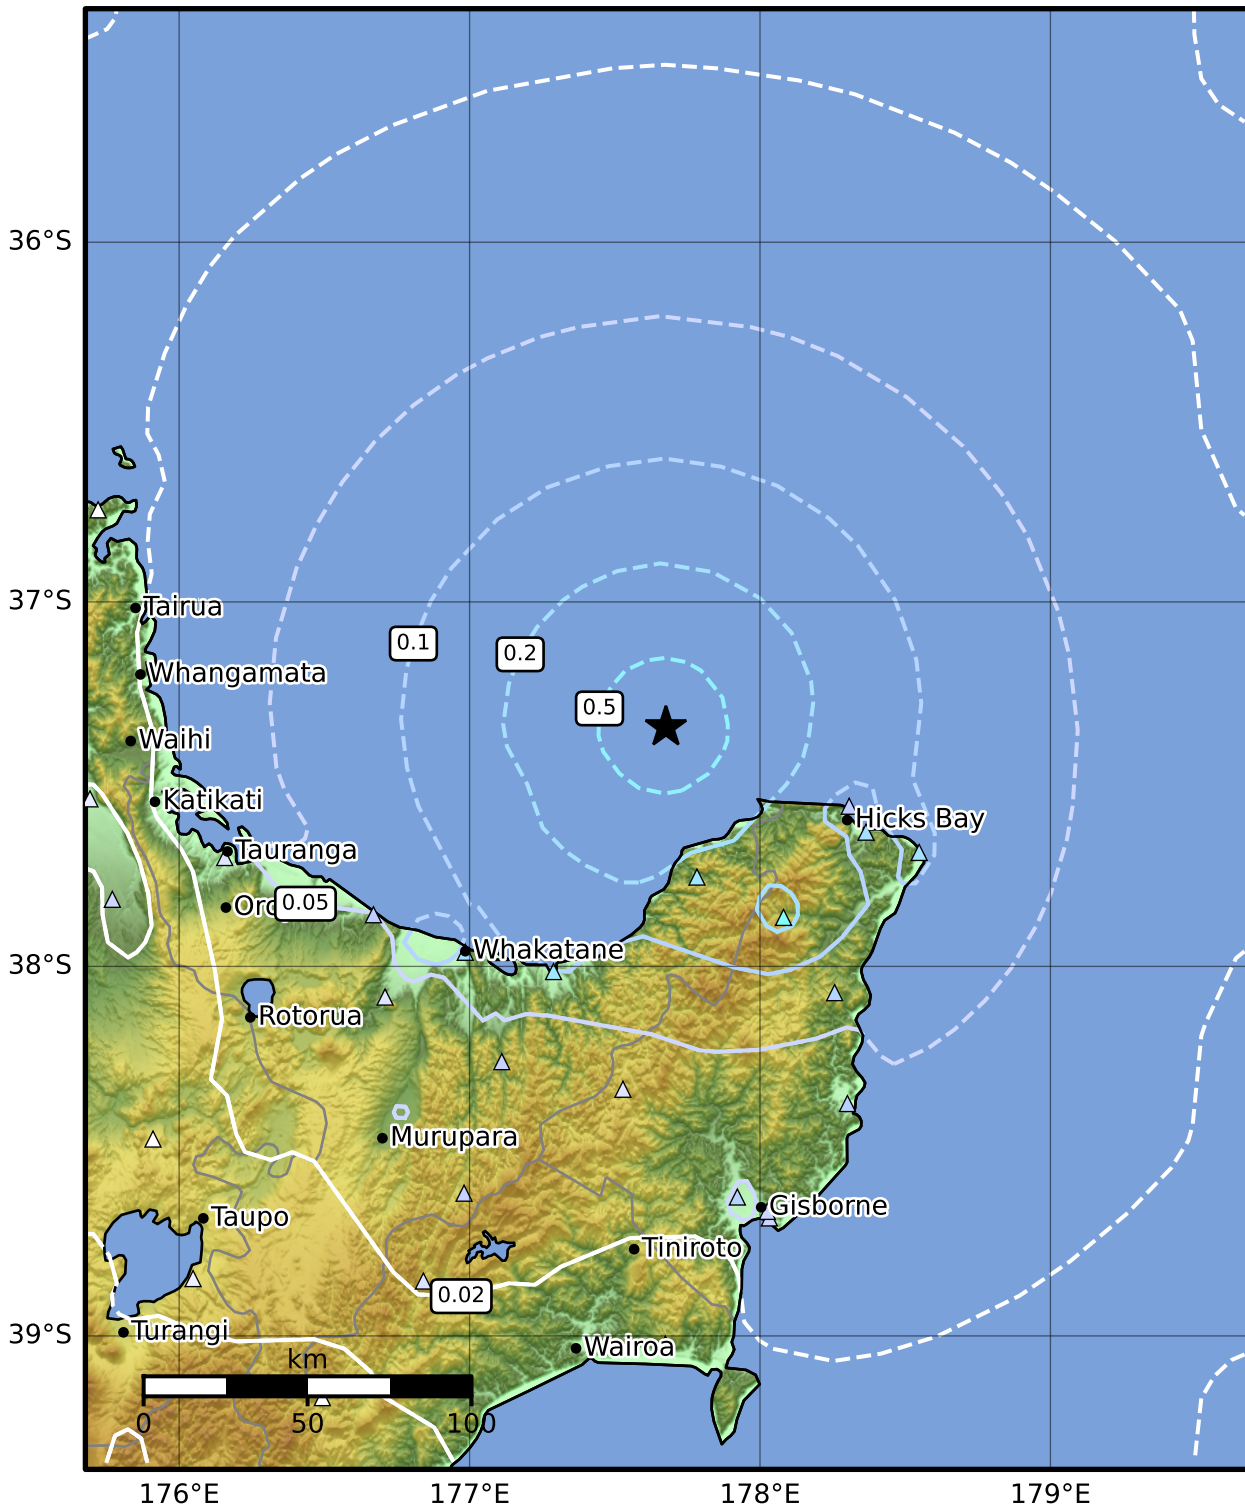 36°S
37°S
Tairua
0.1
0.2
Whangamata
0.5
Waihi
Katikati
Hicks Bay
Tauranga
0.05
Whakatane
38°S
Rotorua
Murupara
Gisborne
Taupo
Tiniroto
0.02
Turangi
39°S
Wairoa
km
0 50 100
176°E 177°E 178°E 179°E